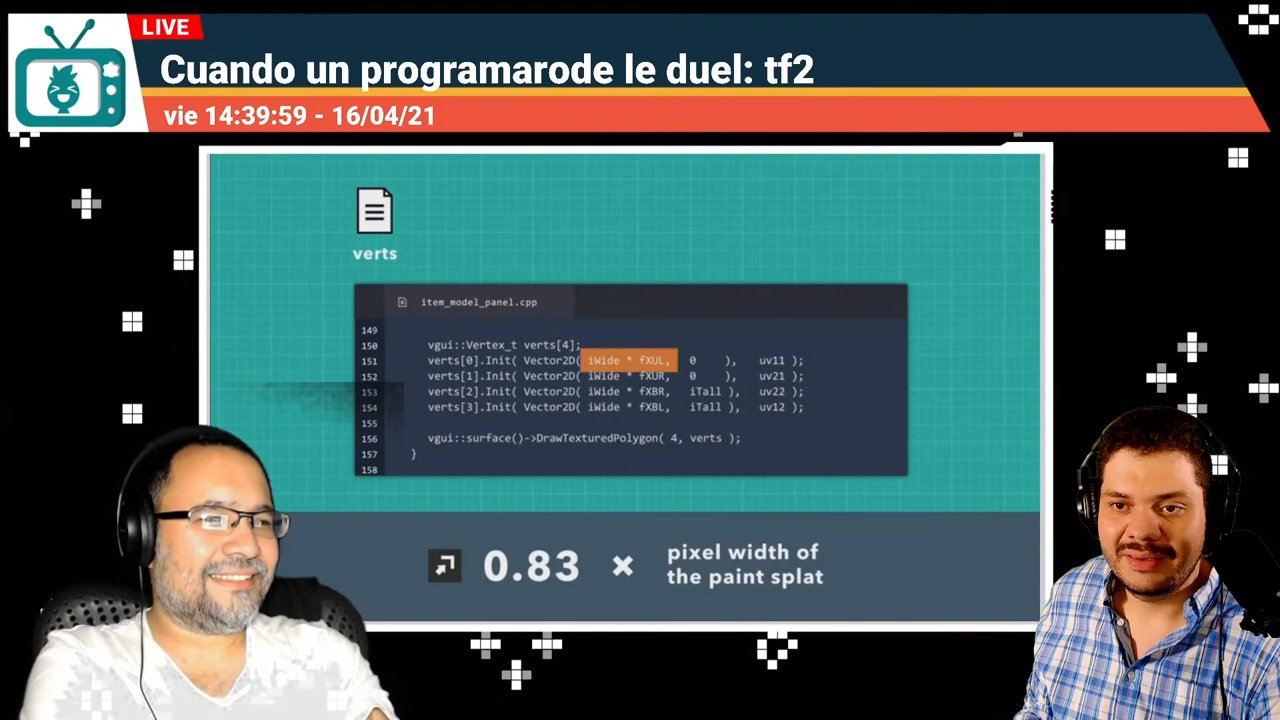 LIVE
Cuando un programarode le duel: tf2
vie 14:39:59 - 16/04/21
verts
item_model_panel.cpp
149
150 vgui::Vertex_t verts[4];
151 verts[0].Init( Vector2D( iWide * fXUL, 0 ), uv11 );
152 verts[1].Init( Vector2D( iWide * fXUR, 0 ), uv21 );
153 verts[2].Init( Vector2D( iWide * fXBR, iTall ), uv22 );
154 verts[3].Init( Vector2D( iWide * fXBL, iTall ), uv12 );
155
156 vgui::surface()->DrawTexturedPolygon( 4, verts );
157 }
158
0.83 × pixel width of
the paint splat